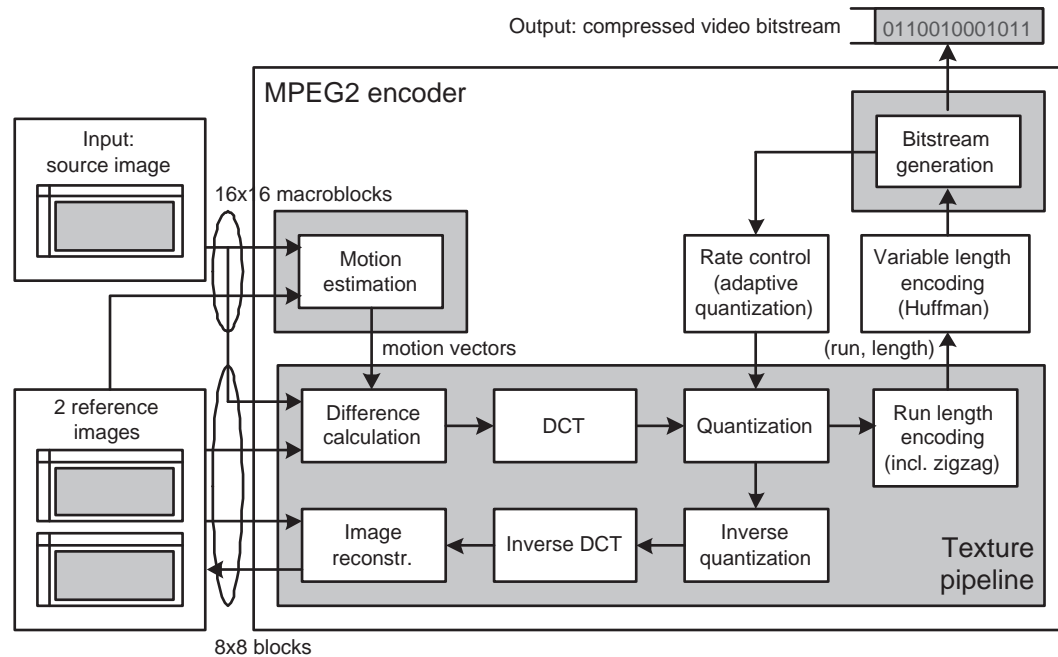 Output: compressed video bitstream
0110010001011
MPEG2 encoder
Input:
source image
Bitstream
generation
16x16 macroblocks
Motion
estimation
Rate control
(adaptive
quantization)
Variable length
encoding
(Huffman)
motion vectors
(run, length)
2 reference
images
Difference
calculation
DCT
Quantization
Run length
encoding
(incl. zigzag)
Image
reconstr.
Inverse DCT
Inverse
quantization
Texture
pipeline
8x8 blocks